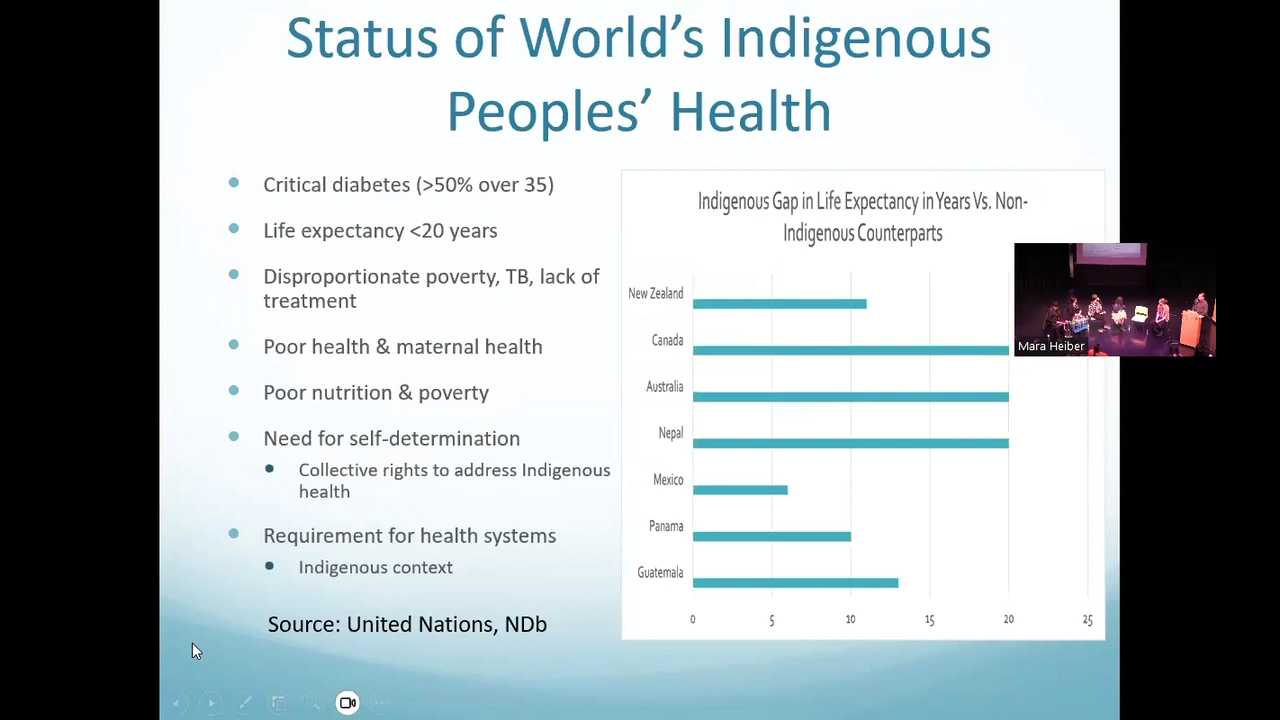 Status of World's Indigenous
Peoples' Health
Critical diabetes (>50% over 35)
Life expectancy <20 years
Disproportionate poverty, TB, lack of
treatment
Poor health & maternal health
Poor nutrition & poverty
Need for self-determination
Collective rights to address Indigenous
health
Requirement for health systems
Indigenous context
Source: United Nations, NDb
Indigenous Gap in Life Expectancy in Years Vs. Non-
Indigenous Counterparts
New Zealand
Canada
Australia
Nepal
Mexico
Panama
Guatemala
0 5 10 15 20 25
Mara Heiber